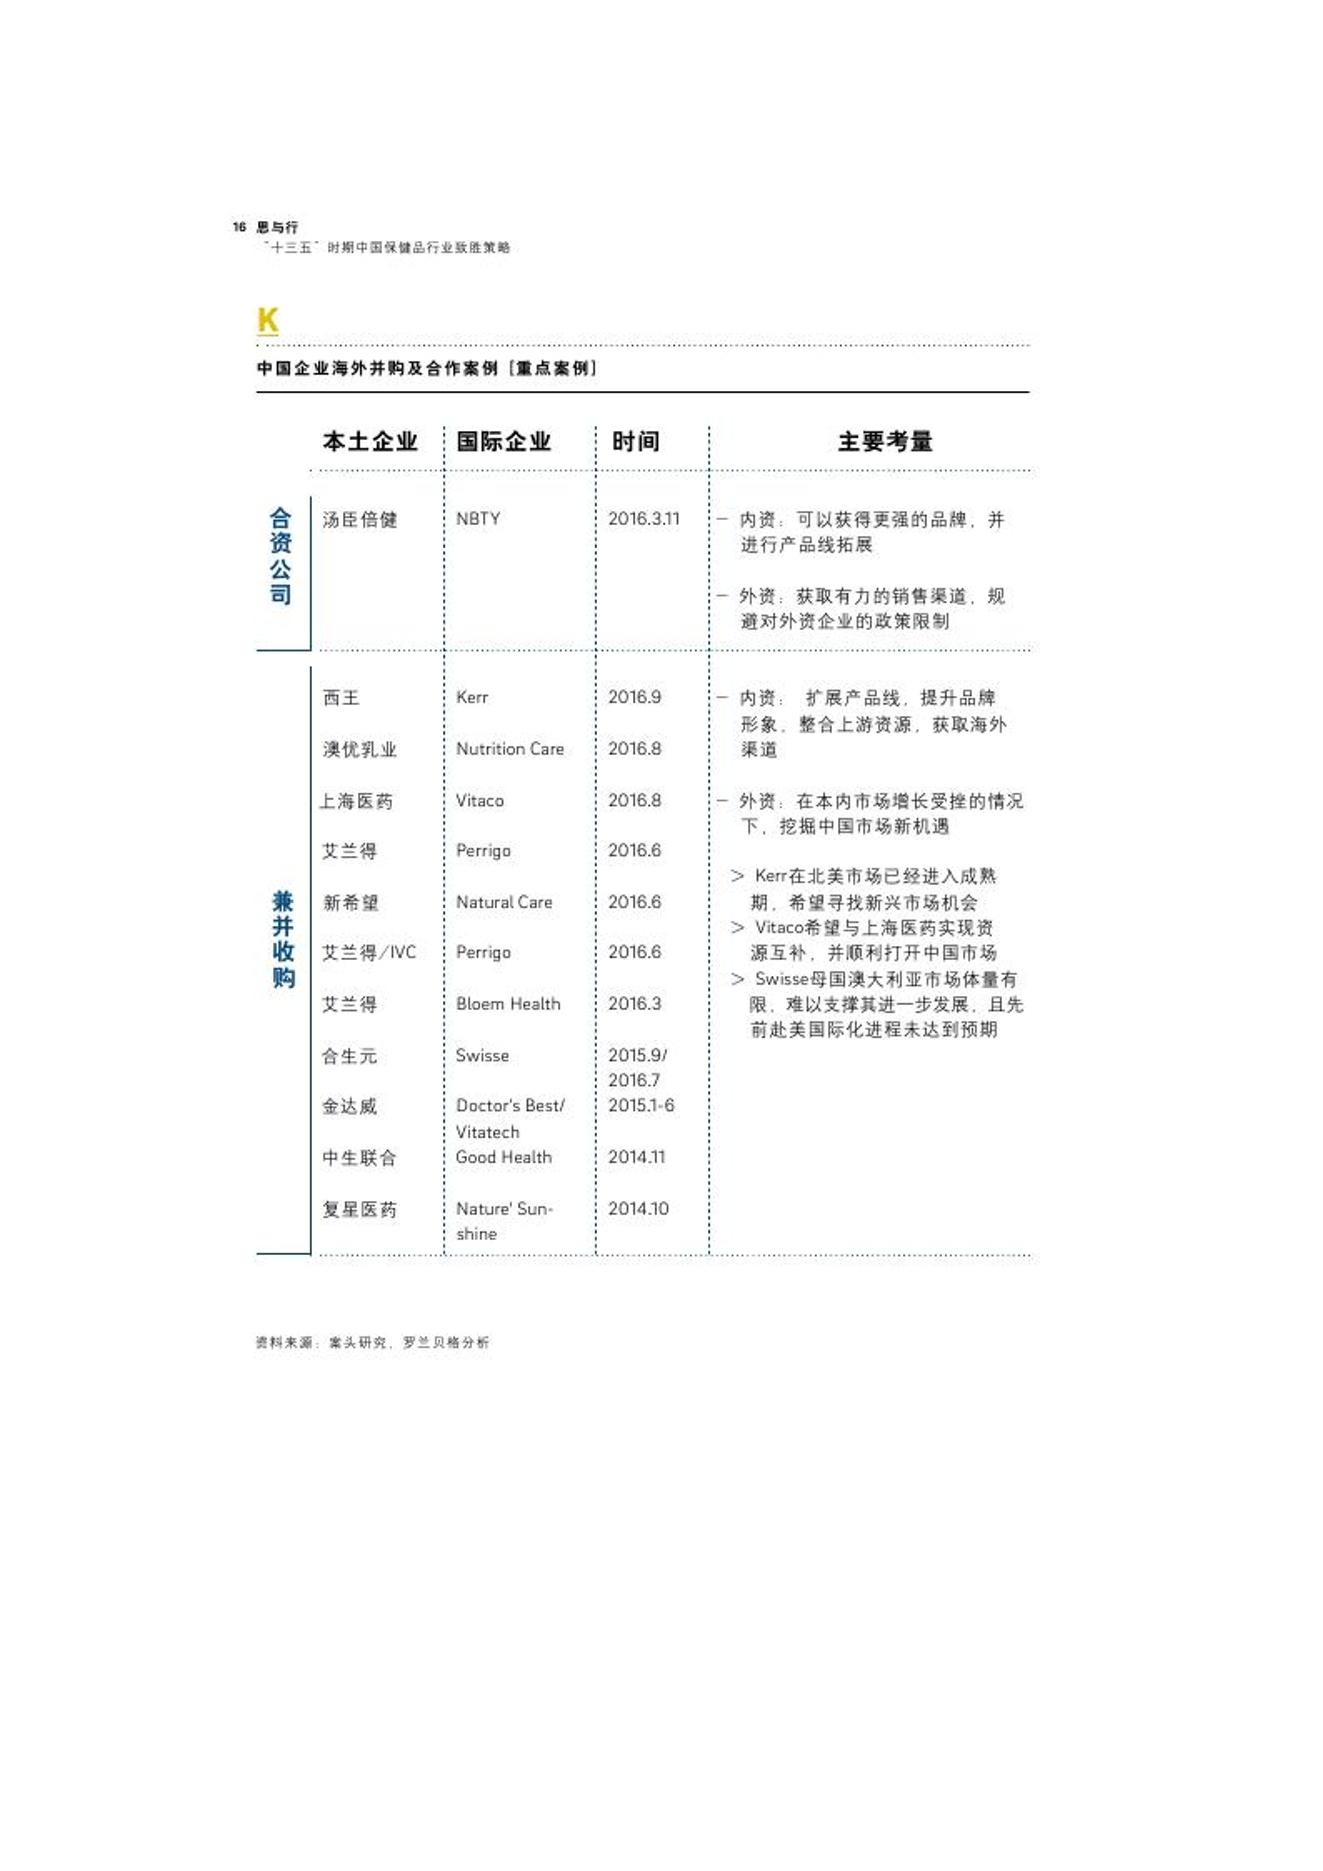 16 思与行
“十三五”时期中国保健品行业致胜策略
K
中国企业海外并购及合作案例 [重点案例]
本土企业 国际企业 时间 主要考量
合资公司
汤臣倍健 NBTY 2016.3.11
– 内资：可以获得更强的品牌，并
进行产品线拓展
– 外资：获取有力的销售渠道，规
避对外资企业的政策限制
兼并收购
西王 Kerr 2016.9
澳优乳业 Nutrition Care 2016.8
上海医药 Vitaco 2016.8
艾兰得 Perrigo 2016.6
新希望 Natural Care 2016.6
艾兰得/IVC Perrigo 2016.6
艾兰得 Bloem Health 2016.3
合生元 Swisse 2015.9/
2016.7
金达威 Doctor's Best/ 2015.1-6
Vitatech
中生联合 Good Health 2014.11
复星医药 Nature' Sun- 2014.10
shine
– 内资： 扩展产品线，提升品牌
形象，整合上游资源，获取海外
渠道
– 外资：在本内市场增长受挫的情况
下，挖掘中国市场新机遇
> Kerr在北美市场已经进入成熟
期，希望寻找新兴市场机会
> Vitaco希望与上海医药实现资
源互补，并顺利打开中国市场
> Swisse母国澳大利亚市场体量有
限，难以支撑其进一步发展，且先
前赴美国际化进程未达到预期
资料来源：案头研究，罗兰贝格分析